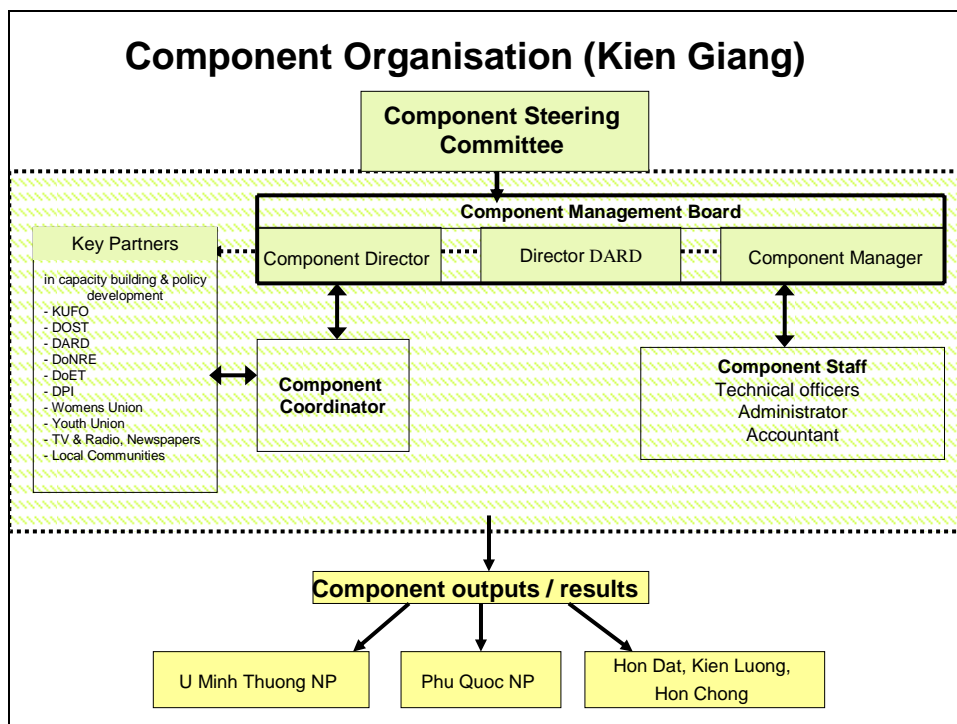 Component Organisation (Kien Giang)
Component Steering
Committee
Component Management Board
Component Director
Director DARD
Component Manager
Key Partners
in capacity building & policy
development
- KUFO
- DOST
- DARD
- DoNRE
- DoET
- DPI
- Womens Union
- Youth Union
- TV & Radio, Newspapers
- Local Communities
Component
Coordinator
Component Staff
Technical officers
Administrator
Accountant
Component outputs / results
U Minh Thuong NP
Phu Quoc NP
Hon Dat, Kien Luong,
Hon Chong